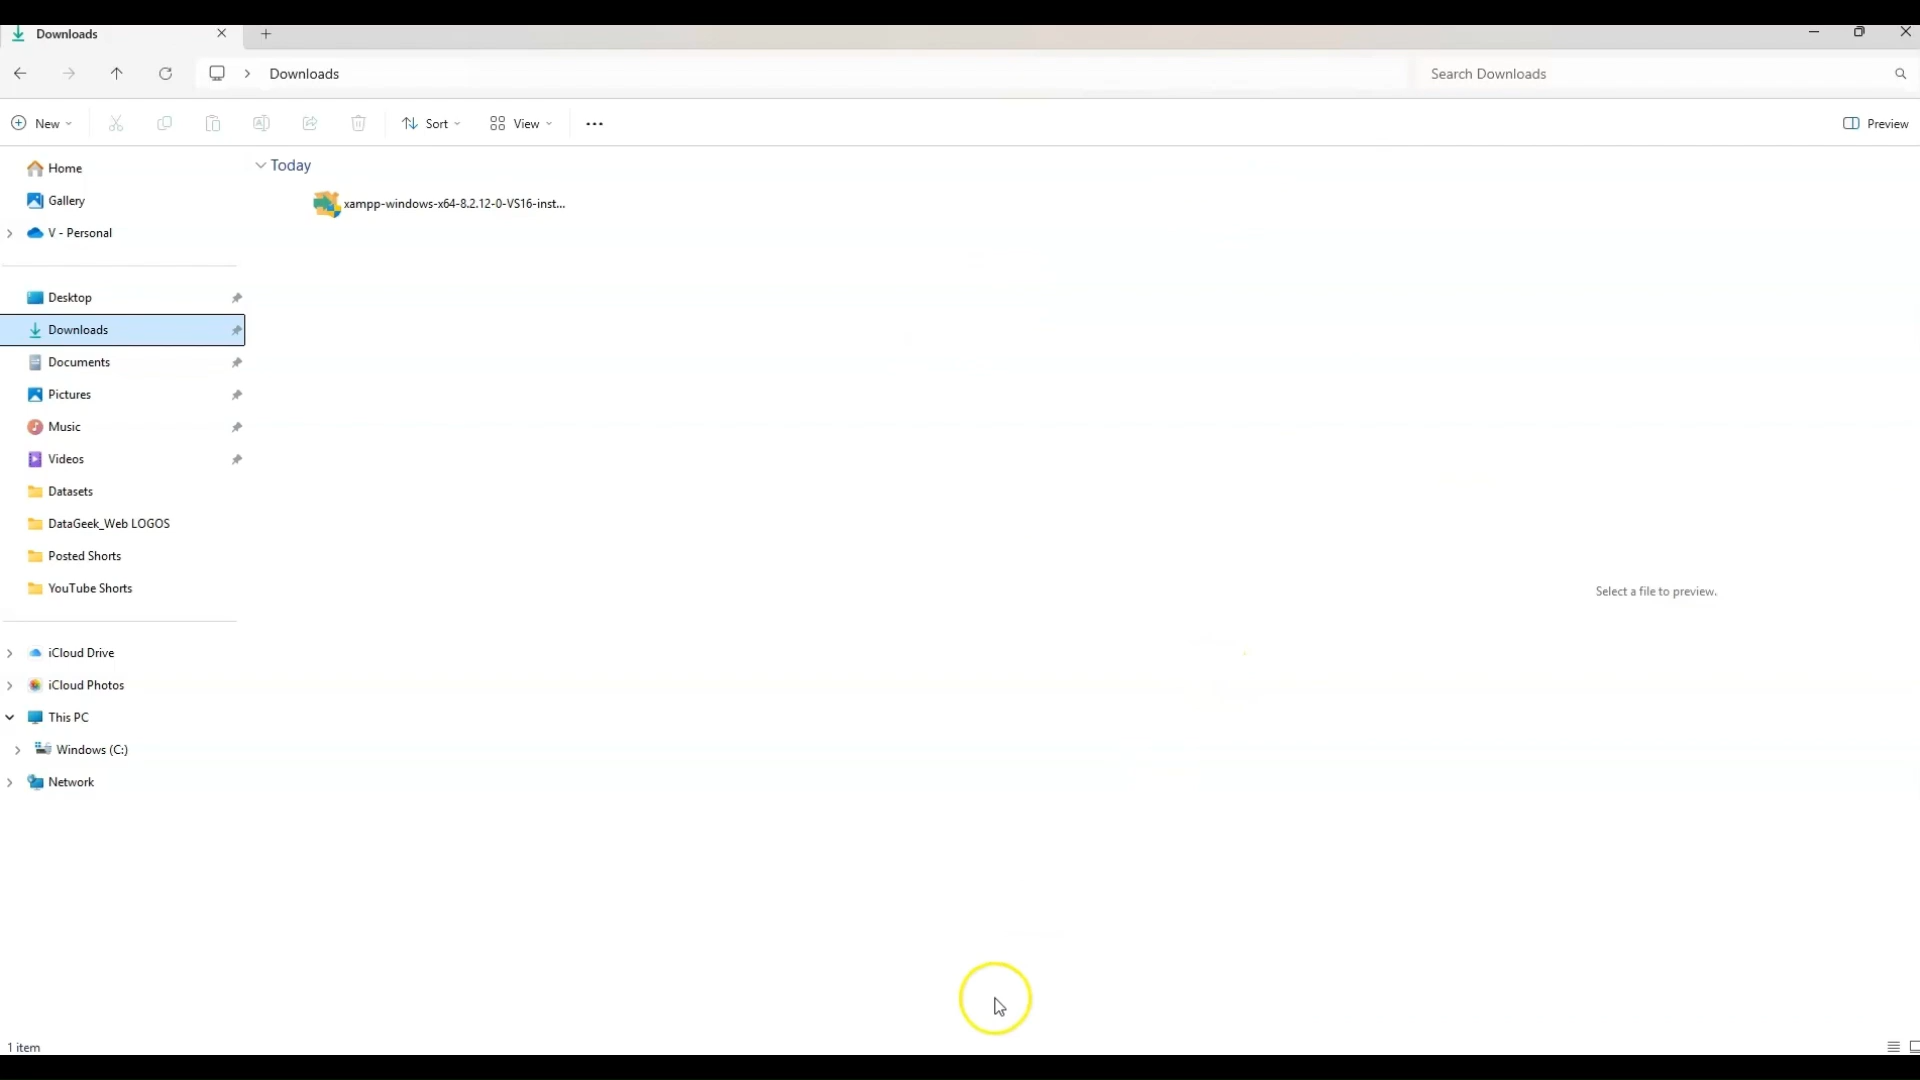 Downloads
Downloads
Search Downloads
New
Sort
View
Preview
Home
Gallery
V - Personal
Desktop
Downloads
Documents
Pictures
Music
Videos
Datasets
DataGeek_Web LOGOS
Posted Shorts
YouTube Shorts
iCloud Drive
iCloud Photos
This PC
Windows (C:)
Network
Today
xampp-windows-x64-8.2.12-0-VS16-inst...
Select a file to preview.
1 item